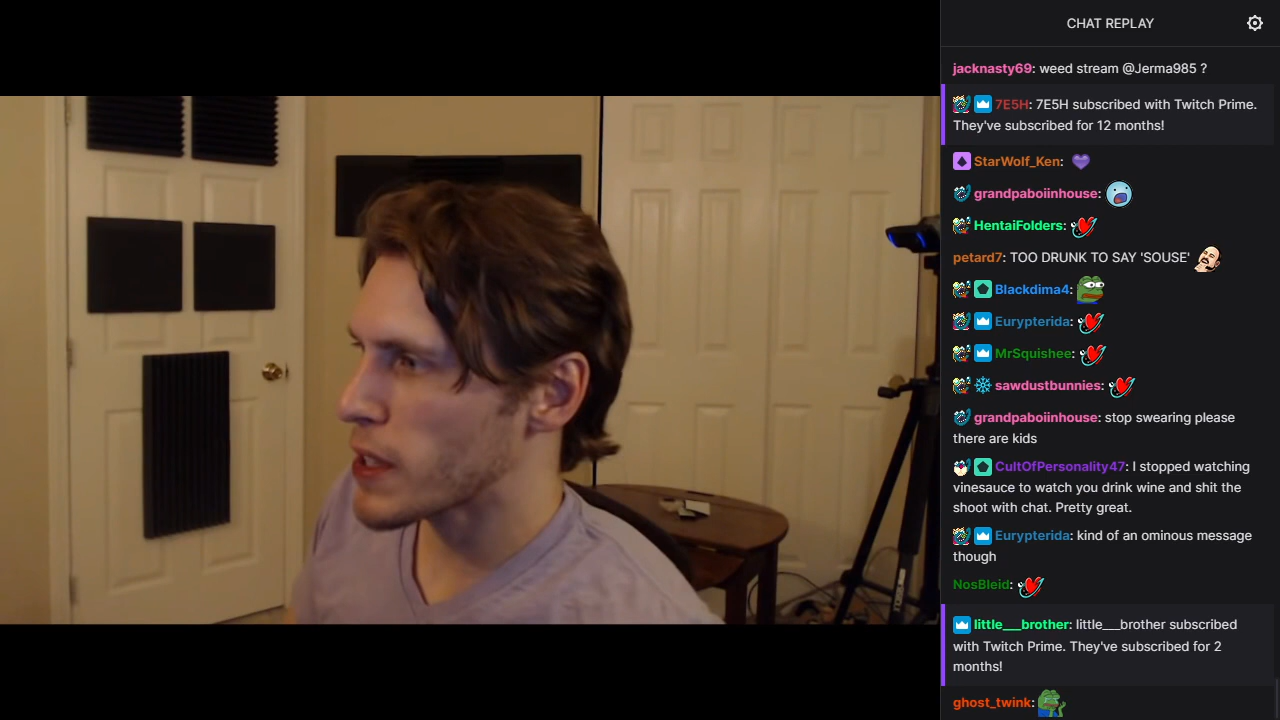 CHAT REPLAY
jacknasty69: weed stream @Jerma985 ?
7E5H: 7E5H subscribed with Twitch Prime.
They've subscribed for 12 months!
StarWolf_Ken:
grandpaboiinhouse:
HentaiFolders:
petard7: TOO DRUNK TO SAY 'SOUSE'
Blackdima4:
Eurypterida:
MrSquishee:
sawdustbunnies:
grandpaboiinhouse: stop swearing please
there are kids
CultOfPersonality47: I stopped watching
vinesauce to watch you drink wine and shit the
shoot with chat. Pretty great.
Eurypterida: kind of an ominous message
though
NosBleid:
little___brother: little___brother subscribed
with Twitch Prime. They've subscribed for 2
months!
ghost_twink: